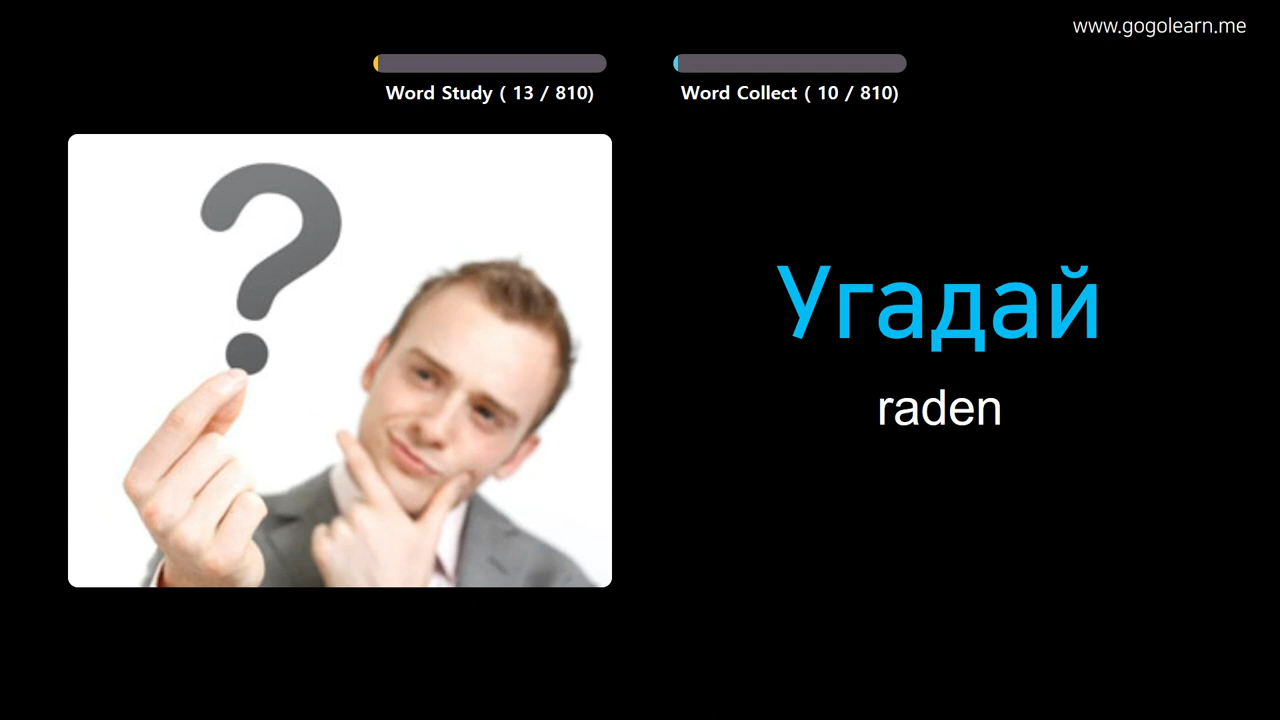 www.gogolearn.me
Word Study ( 13 / 810)
Word Collect ( 10 / 810)
?
Угадай
raden